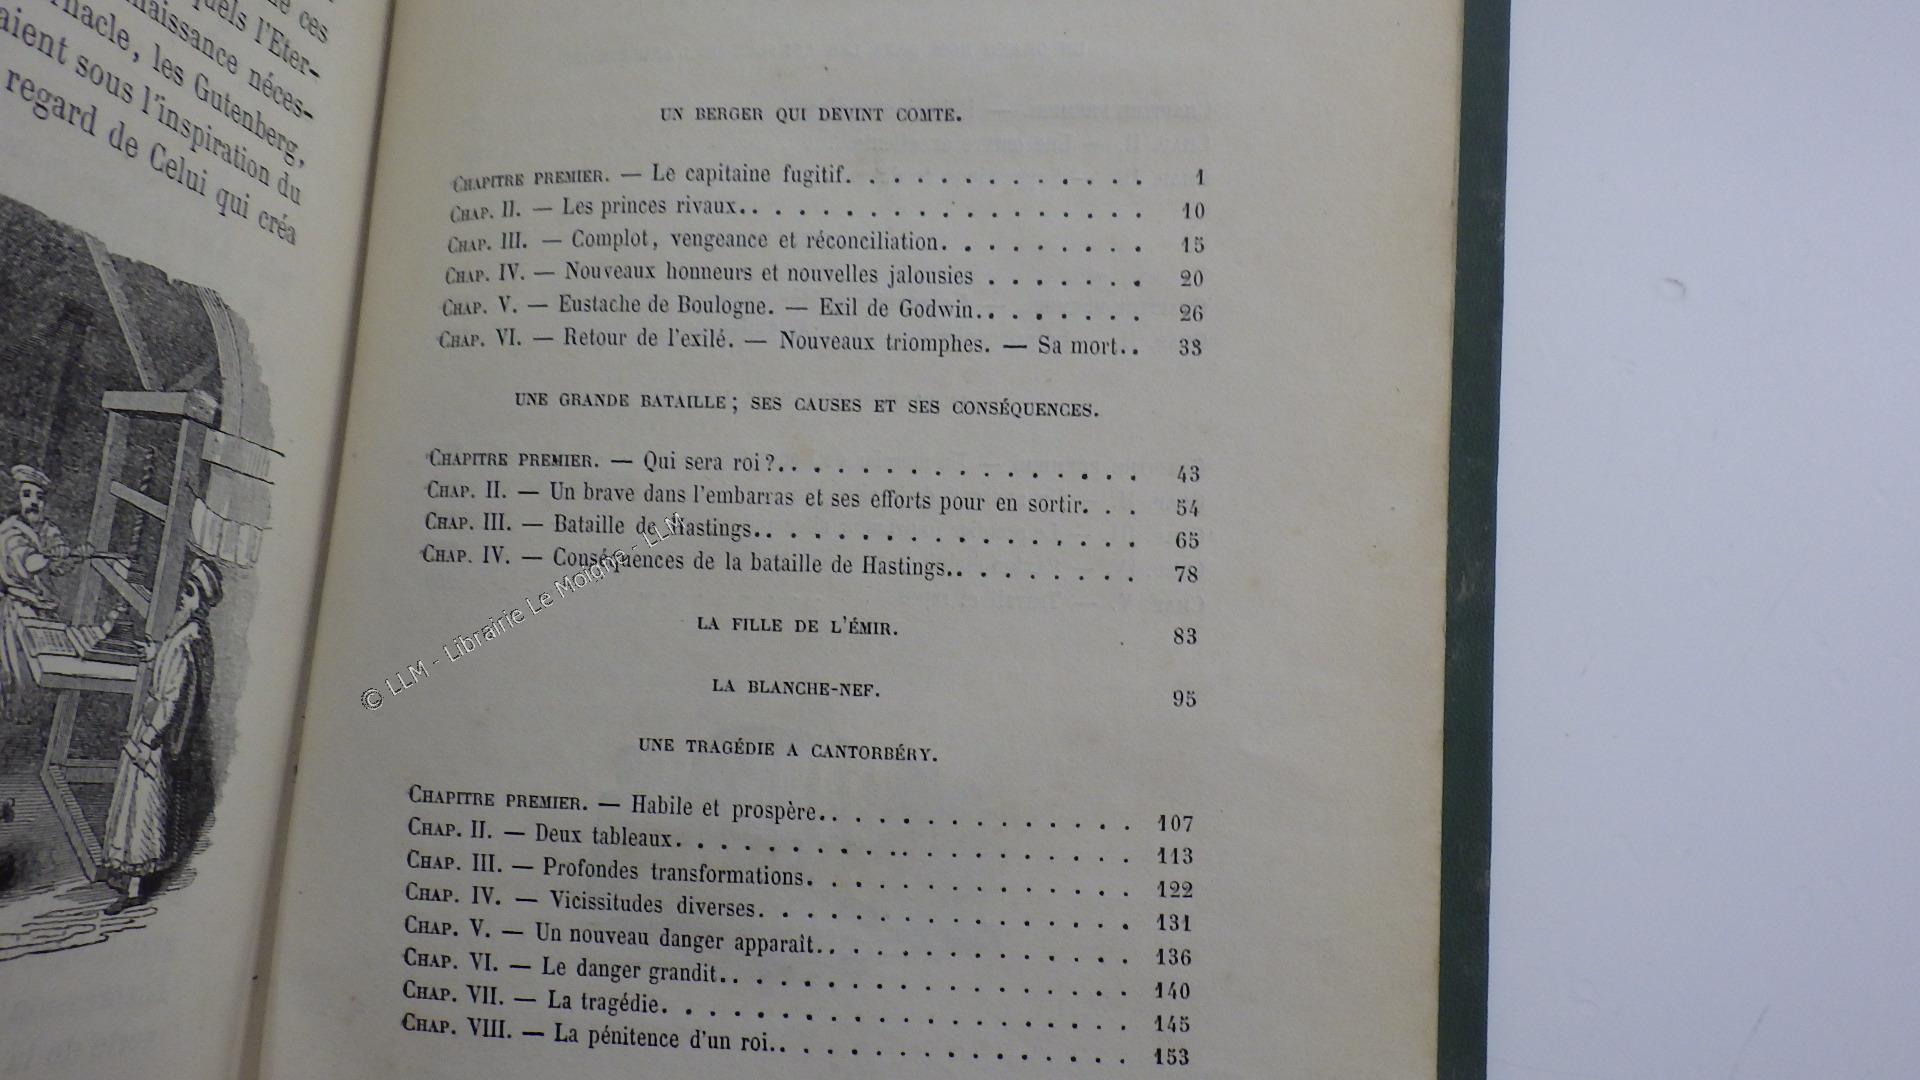 ces
quels l'Eter-
naissance néces-
les Gutenberg,
aient sous l'inspiration du
regard de Celui qui créa
UN BERGER QUI DEVINT COMTE.
CHAPITRE PREMIER. — Le capitaine fugitif. . . . . . . . . . . . . 1
CHAP. II. — Les princes rivaux. . . . . . . . . . . . . . . . . . 10
CHAP. III. — Complot, vengeance et réconciliation. . . . . . . . . 15
CHAP. IV. — Nouveaux honneurs et nouvelles jalousies . . . . . . . 20
CHAP. V. — Eustache de Boulogne. — Exil de Godwin. . . . . . . . 26
CHAP. VI. — Retour de l'exilé. — Nouveaux triomphes. — Sa mort. . 33
UNE GRANDE BATAILLE ; SES CAUSES ET SES CONSÉQUENCES.
CHAPITRE PREMIER. — Qui sera roi ?. . . . . . . . . . . . . . . . 43
CHAP. II. — Un brave dans l'embarras et ses efforts pour en sortir. . . 54
CHAP. III. — Bataille de Hastings. . . . . . . . . . . . . . . . . 65
CHAP. IV. — Conséquences de la bataille de Hastings. . . . . . . . . 78
LA FILLE DE L'ÉMIR. 83
LA BLANCHE-NEF. 95
UNE TRAGÉDIE A CANTORBÉRY.
CHAPITRE PREMIER. — Habile et prospère. . . . . . . . . . . . . . 107
CHAP. II. — Deux tableaux. . . . . . . . . . . . . . . . . . . . 113
CHAP. III. — Profondes transformations. . . . . . . . . . . . . . 122
CHAP. IV. — Vicissitudes diverses. . . . . . . . . . . . . . . . . 131
CHAP. V. — Un nouveau danger apparaît. . . . . . . . . . . . . . 136
CHAP. VI. — Le danger grandit. . . . . . . . . . . . . . . . . . 140
CHAP. VII. — La tragédie. . . . . . . . . . . . . . . . . . . . . 145
CHAP. VIII. — La pénitence d'un roi. . . . . . . . . . . . . . . . 153
© LLM - Librairie Le Moigne - LLM